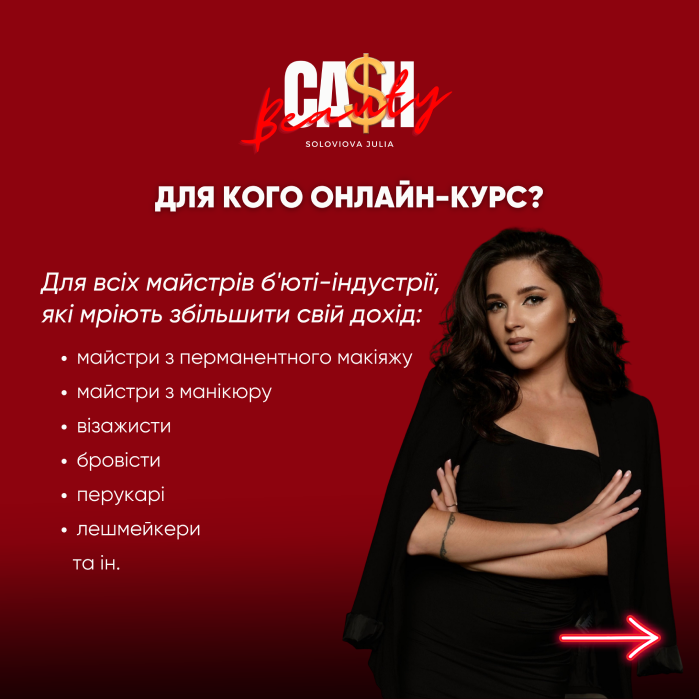 CA$H
Beauty
SOLOVIOVA JULIA
ДЛЯ КОГО ОНЛАЙН-КУРС?
Для всіх майстрів б'юті-індустрії,
які мріють збільшити свій дохід:
• майстри з перманентного макіяжу
• майстри з манікюру
• візажисти
• бровісти
• перукарі
• лешмейкери
та ін.